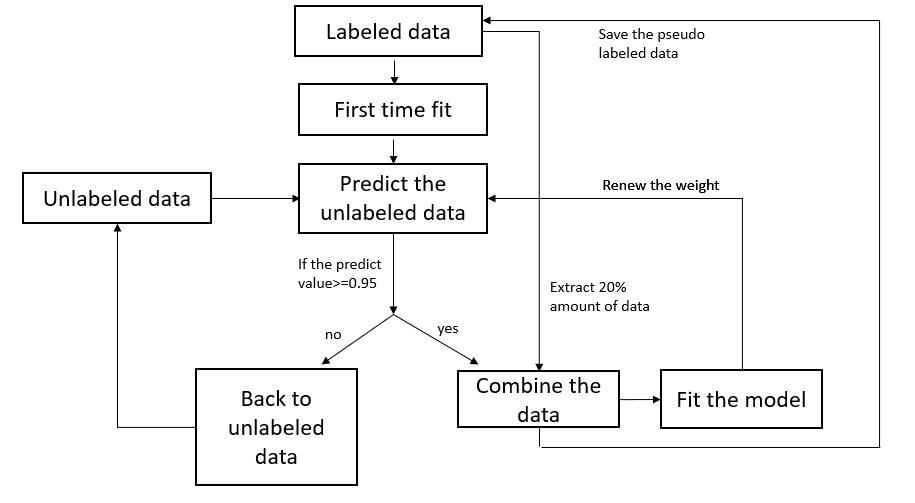 Labeled data
Save the pseudo
labeled data
First time fit
Predict the
unlabeled data
Unlabeled data
Renew the weight
If the predict
value>=0.95
Extract 20%
amount of data
no
yes
Back to
unlabeled
data
Combine the
data
Fit the model